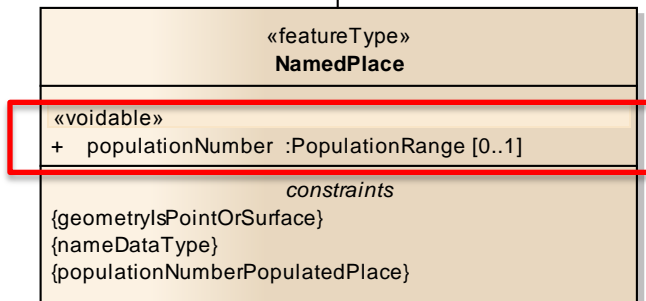 «featureType»
NamedPlace
«voidable»
+ populationNumber :PopulationRange [0..1]
constraints
{geometryIsPointOrSurface}
{nameDataType}
{populationNumberPopulatedPlace}